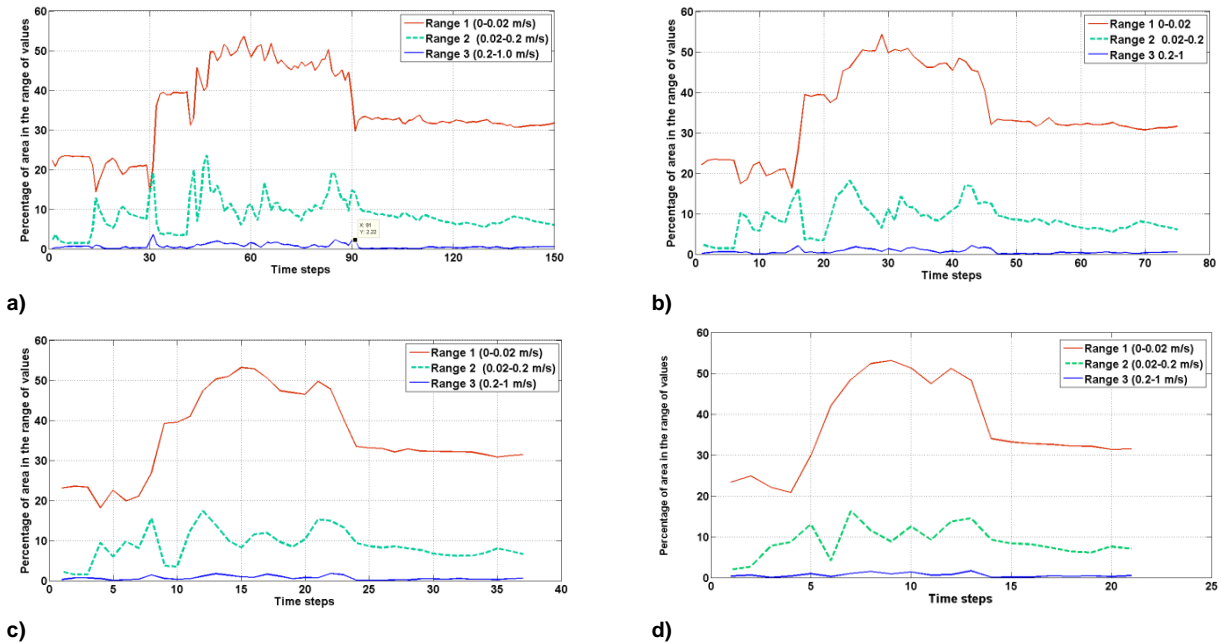 Percentage of area in the range of values
60
50
40
30
20
10
0
Range 1 (0-0.02 m/s)
Range 2 (0.02-0.2 m/s)
Range 3 (0.2-1.0 m/s)
X: 91
Y: 2.22
0 30 60 90 120 150
Time steps
a)
Percentage of area in the range of values
60
50
40
30
20
10
0
Range 1 0-0.02
Range 2 0.02-0.2
Range 3 0.2-1
0 10 20 30 40 50 60 70 80
Time steps
b)
Percentage of area in the range of values
60
50
40
30
20
10
0
Range 1 (0-0.02 m/s)
Range 2 (0.02-0.2 m/s)
Range 3 (0.2-1 m/s)
0 5 10 15 20 25 30 35 40
Time steps
c)
Percentage of area in the range of values
60
50
40
30
20
10
0
Range 1 (0-0.02 m/s)
Range 2 (0.02-0.2 m/s)
Range 3 (0.2-1 m/s)
0 5 10 15 20 25
Time steps
d)